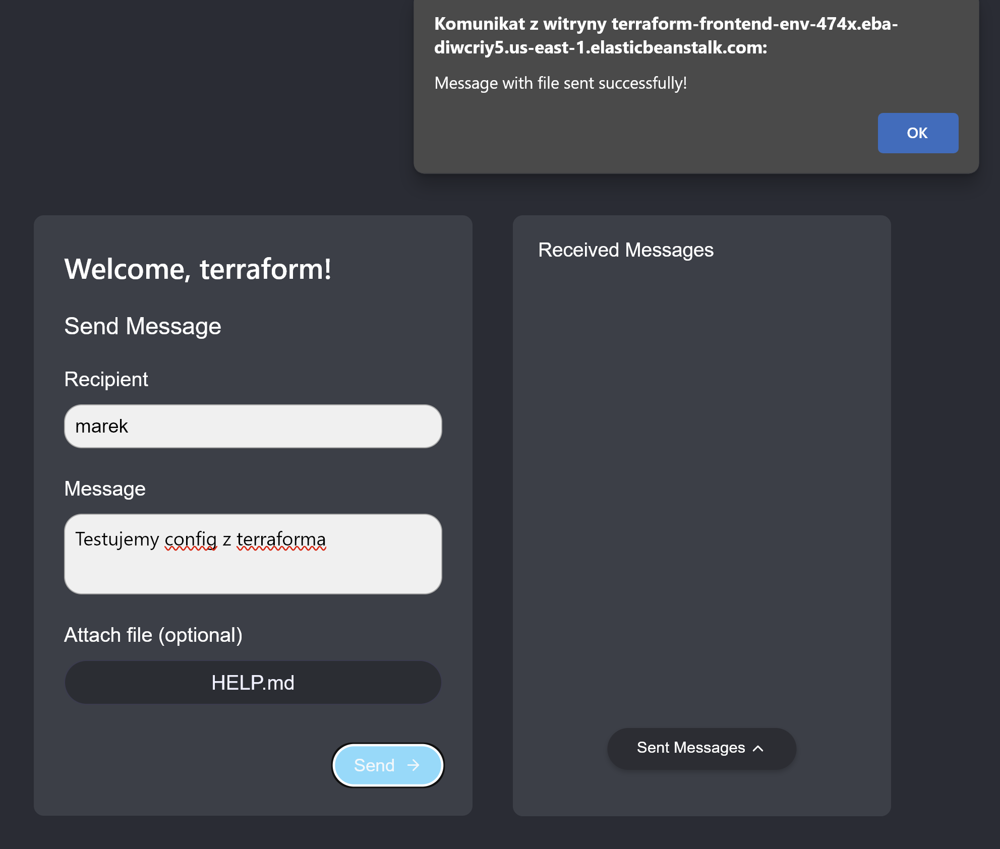 Komunikat z witryny terraform-frontend-env-474x.eba-
diwcriy5.us-east-1.elasticbeanstalk.com:
Message with file sent successfully!
OK
Welcome, terraform!
Send Message
Recipient
marek
Message
Testujemy config z terraforma
Attach file (optional)
HELP.md
Send
Received Messages
Sent Messages